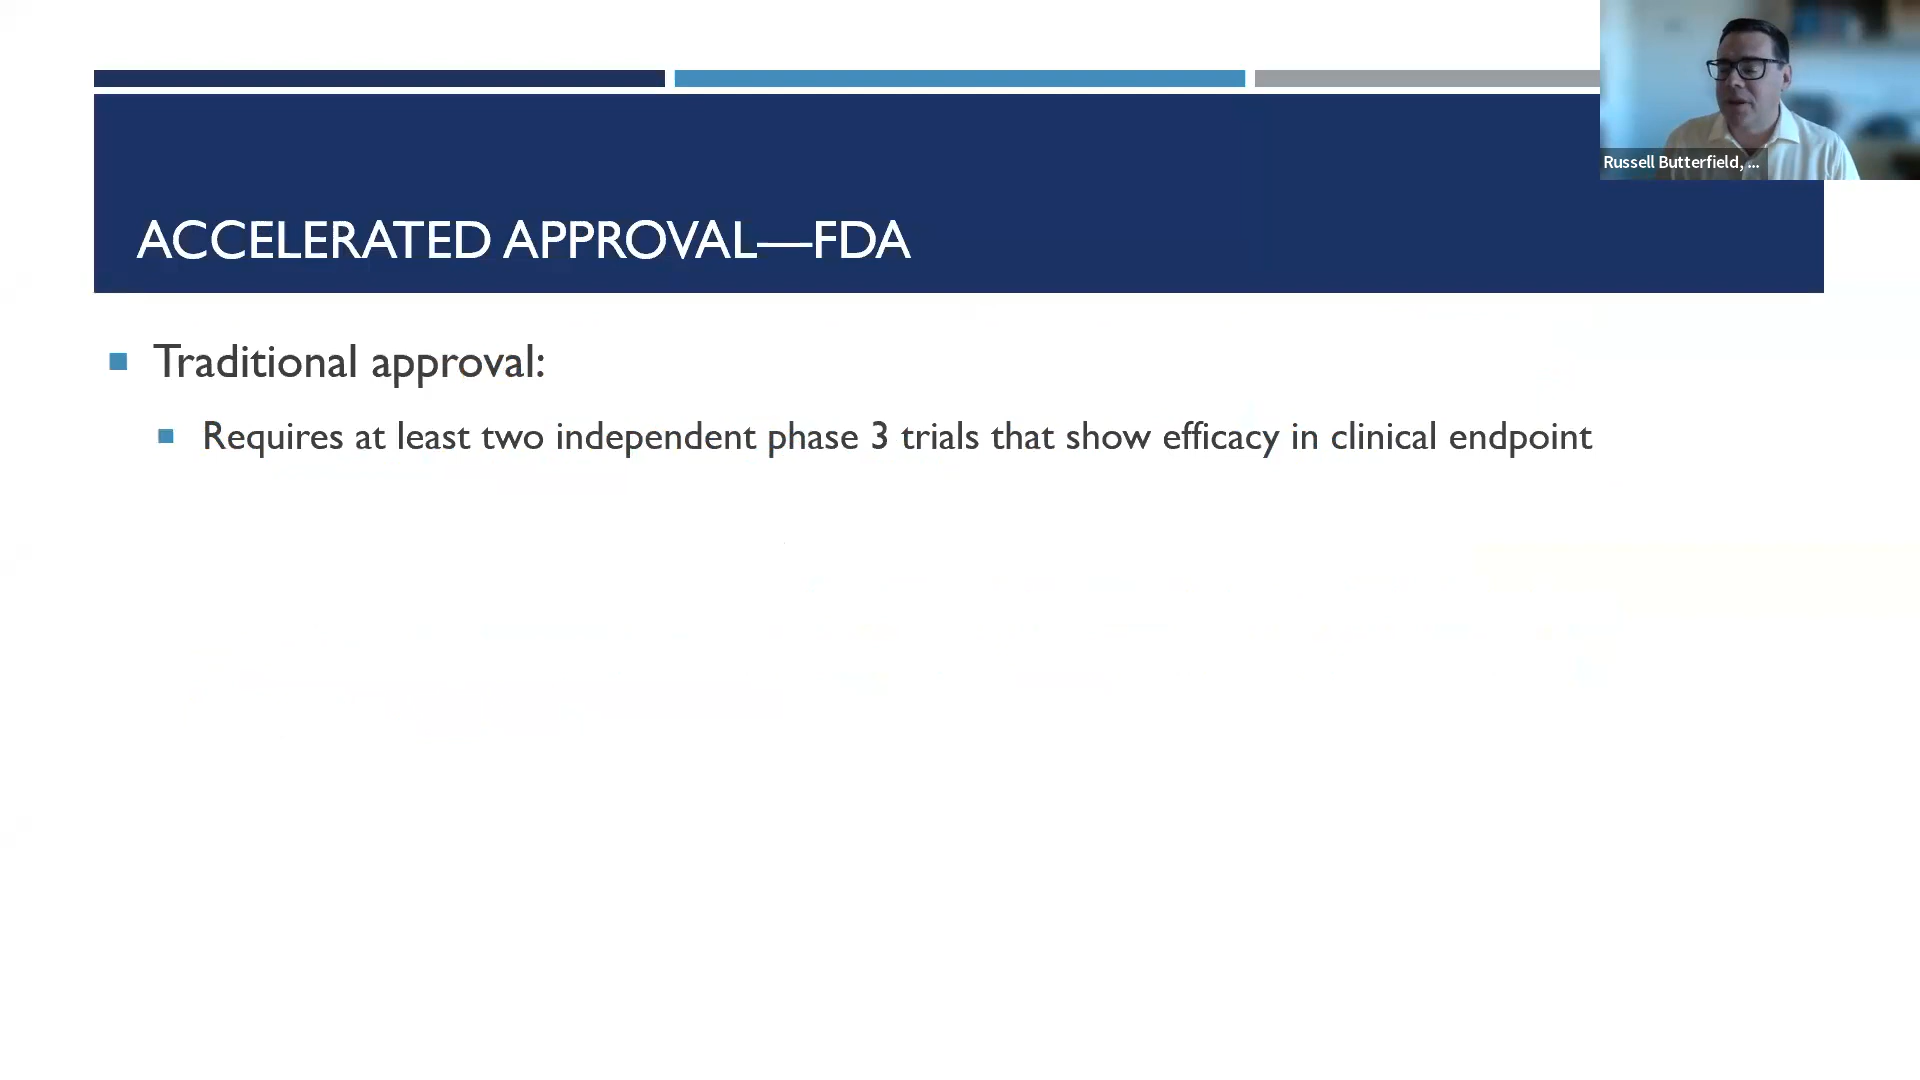 ACCELERATED APPROVAL—FDA
Russell Butterfield, ...
Traditional approval:
Requires at least two independent phase 3 trials that show efficacy in clinical endpoint